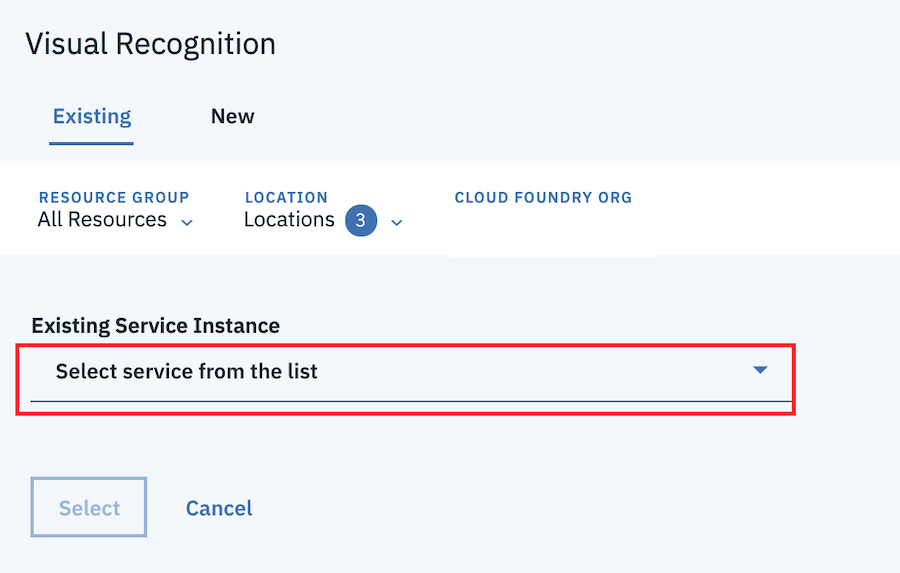 Visual Recognition
Existing New
RESOURCE GROUP LOCATION CLOUD FOUNDRY ORG
All Resources Locations 3
Existing Service Instance
Select service from the list
Select Cancel